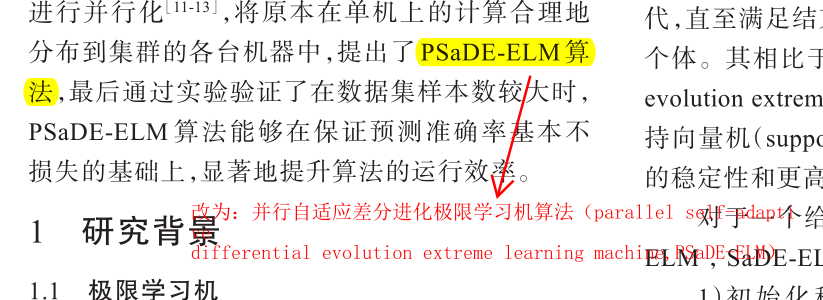 进行并行化[11-13],将原本在单机上的计算合理地
分布到集群的各台机器中,提出了PSaDE-ELM算
法,最后通过实验验证了在数据集样本数较大时,
PSaDE-ELM算法能够在保证预测准确率基本不
损失的基础上,显著地提升算法的运行效率。
改为: 并行自适应差分进化极限学习机算法（parallel self adapti
differential evolution extreme learning machine,PSaDE-ELM）
1 研究背景
1.1 极限学习机
代,直至满足结
个体。其相比于
evolution extrem
持向量机(suppo
的稳定性和更高
对于一个给
ELM , SaDE-EL
1)初始化种